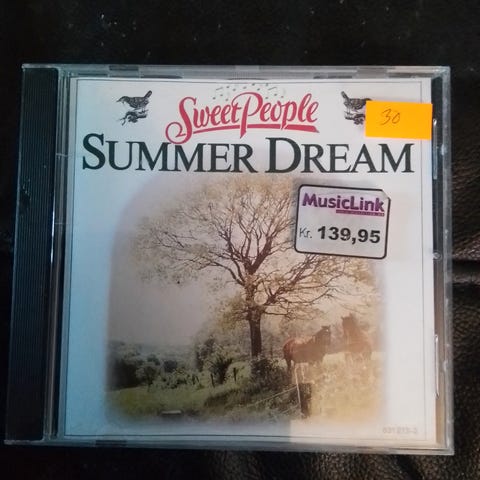 Sweet People
30
SUMMER DREAM
MusicLink
Kr. 139,95